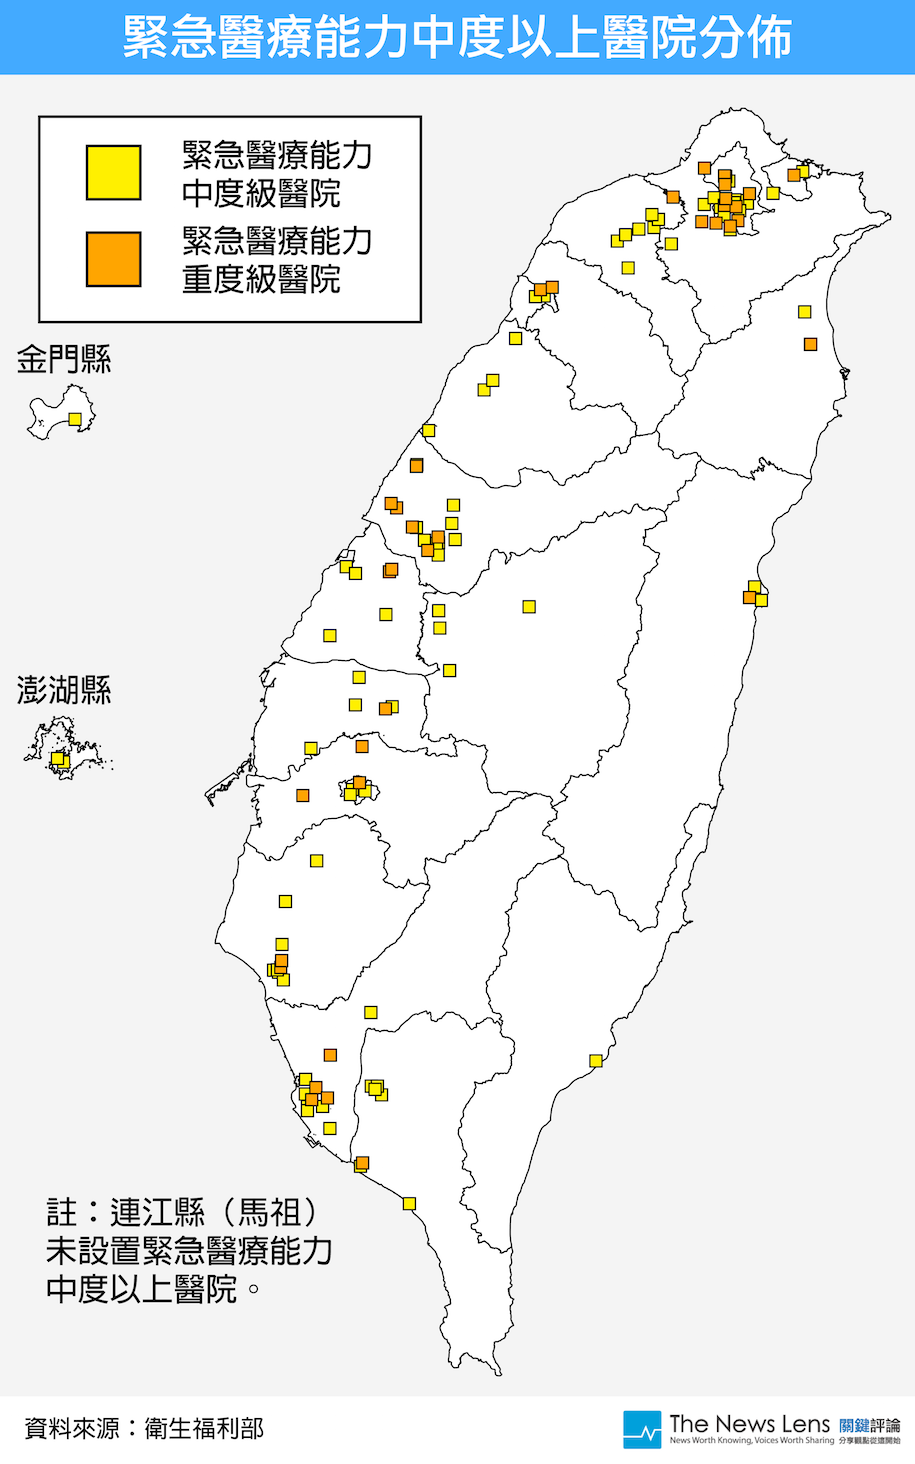 緊急醫療能力中度以上醫院分佈
緊急醫療能力
中度級醫院
緊急醫療能力
重度級醫院
金門縣
澎湖縣
註：連江縣（馬祖）
未設置緊急醫療能力
中度以上醫院。
資料來源：衛生福利部
The News Lens 關鍵評論
News Worth Knowing, Voices Worth Sharing 分享觀點從這開始